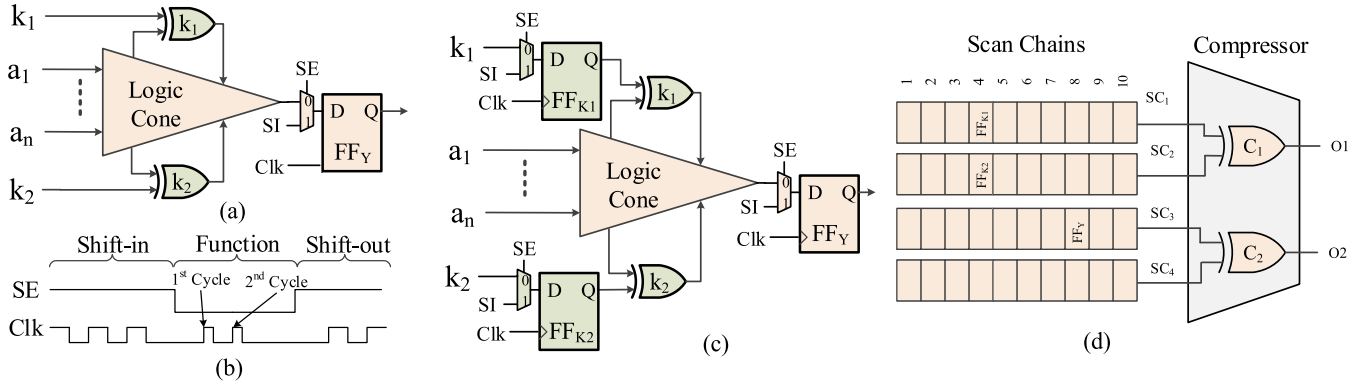 k1
k1
a1
an
Logic
Cone
k2
k2
SE
0
1
SI
D Q
FFY
Clk
(a)
Shift-in Function Shift-out
1st Cycle 2nd Cycle
SE
Clk
(b)
SE
k1
0
1
SI
D Q
Clk
FFK1
k1
a1
an
Logic
Cone
SE
0
1
SI
D Q
Clk
FFY
SE
k2
0
1
SI
D Q
Clk
FFK2
k2
(c)
Scan Chains Compressor
1 2 3 4 5 6 7 8 9 10
FFK1
SC1
FFK2
SC2
FFY
SC3
SC4
C1
O1
C2
O2
(d)